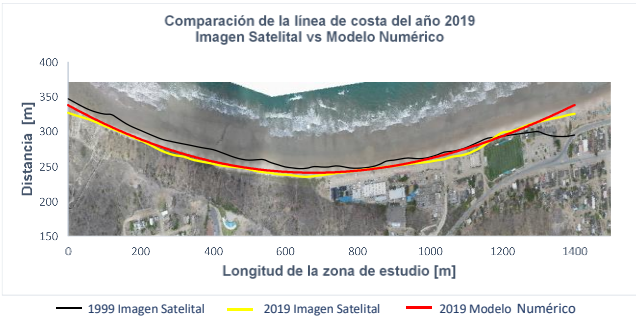 Comparación de la línea de costa del año 2019
Imagen Satelital vs Modelo Numérico
Distancia [m]
400
350
300
250
200
150
0 200 400 600 800 1000 1200 1400
Longitud de la zona de estudio [m]
1999 Imagen Satelital 2019 Imagen Satelital 2019 Modelo Numérico